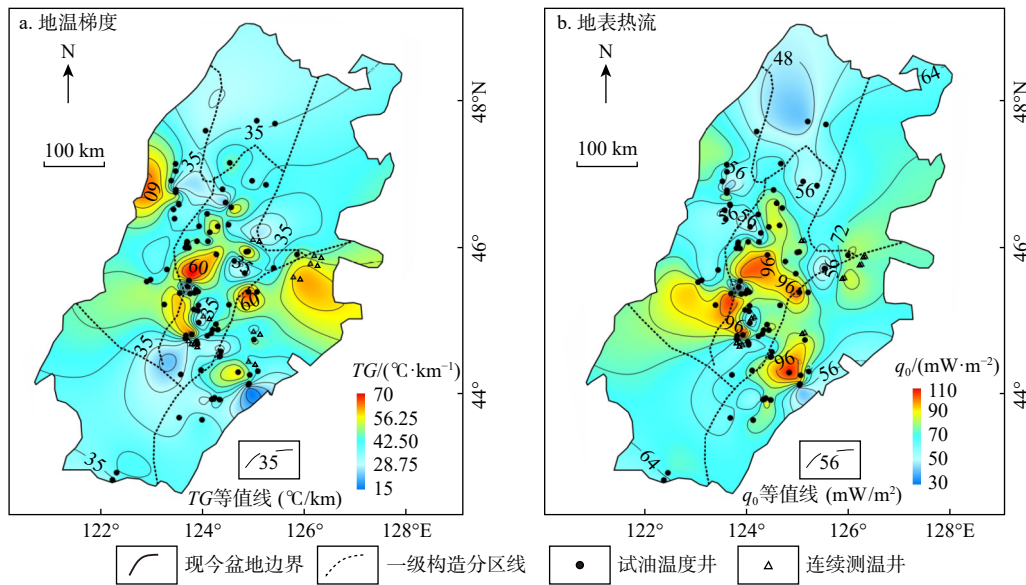 a. 地温梯度
N
100 km
35
35
60
35
60
35
60
35
35
35
TG/(℃·km⁻¹)
70
56.25
42.50
28.75
15
35
TG等值线 (℃/km)
122°
124°
126°
128°E
b. 地表热流
N
100 km
48
64
56
56
56
56
72
96
96
56
96
96
56
64
q₀/(mW·m⁻²)
110
90
70
50
30
56
q₀等值线 (mW/m²)
48°N
46°
44°
122°
124°
126°
128°E
现今盆地边界
一级构造分区线
试油温度井
连续测温井